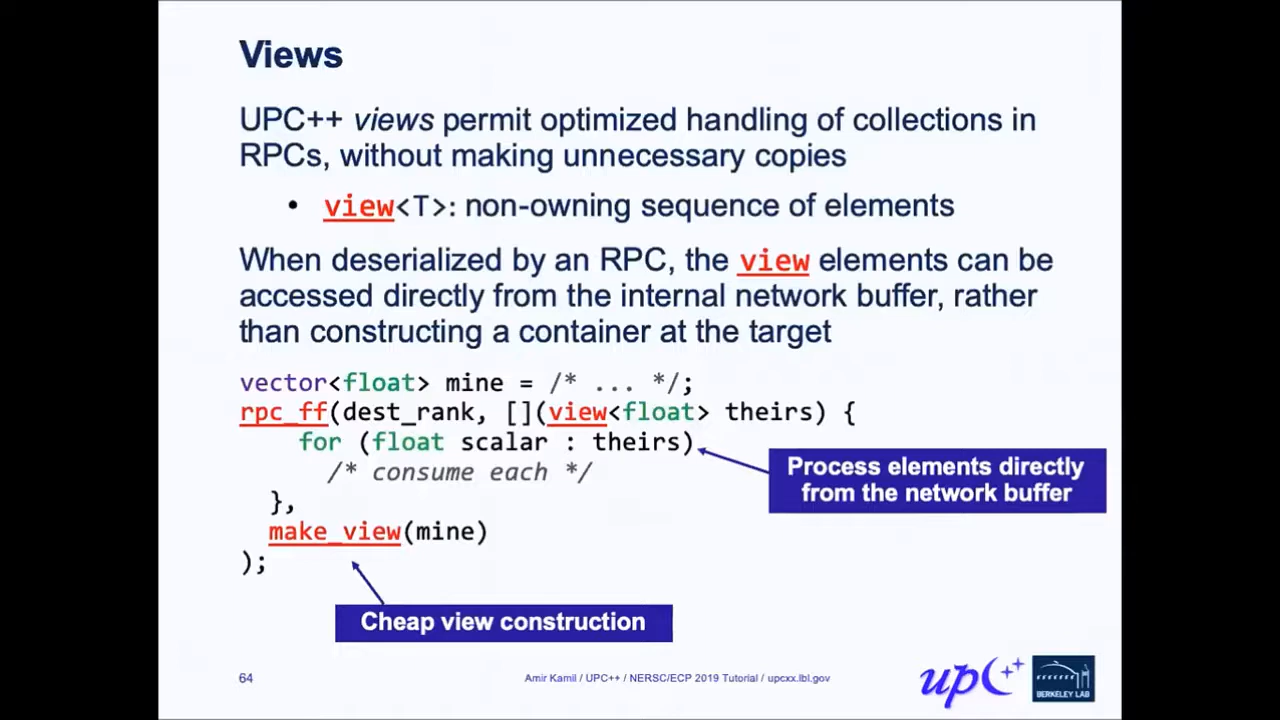 Views
UPC++ views permit optimized handling of collections in
RPCs, without making unnecessary copies
• view<T>: non-owning sequence of elements
When deserialized by an RPC, the view elements can be
accessed directly from the internal network buffer, rather
than constructing a container at the target
vector<float> mine = /* ... */;
rpc_ff(dest_rank, [](view<float> theirs) {
for (float scalar : theirs)
/* consume each */
},
make_view(mine)
);
Process elements directly
from the network buffer
Cheap view construction
64
Amir Kamil / UPC++ / NERSC/ECP 2019 Tutorial / upcxx.lbl.gov
upc++
BERKELEY LAB